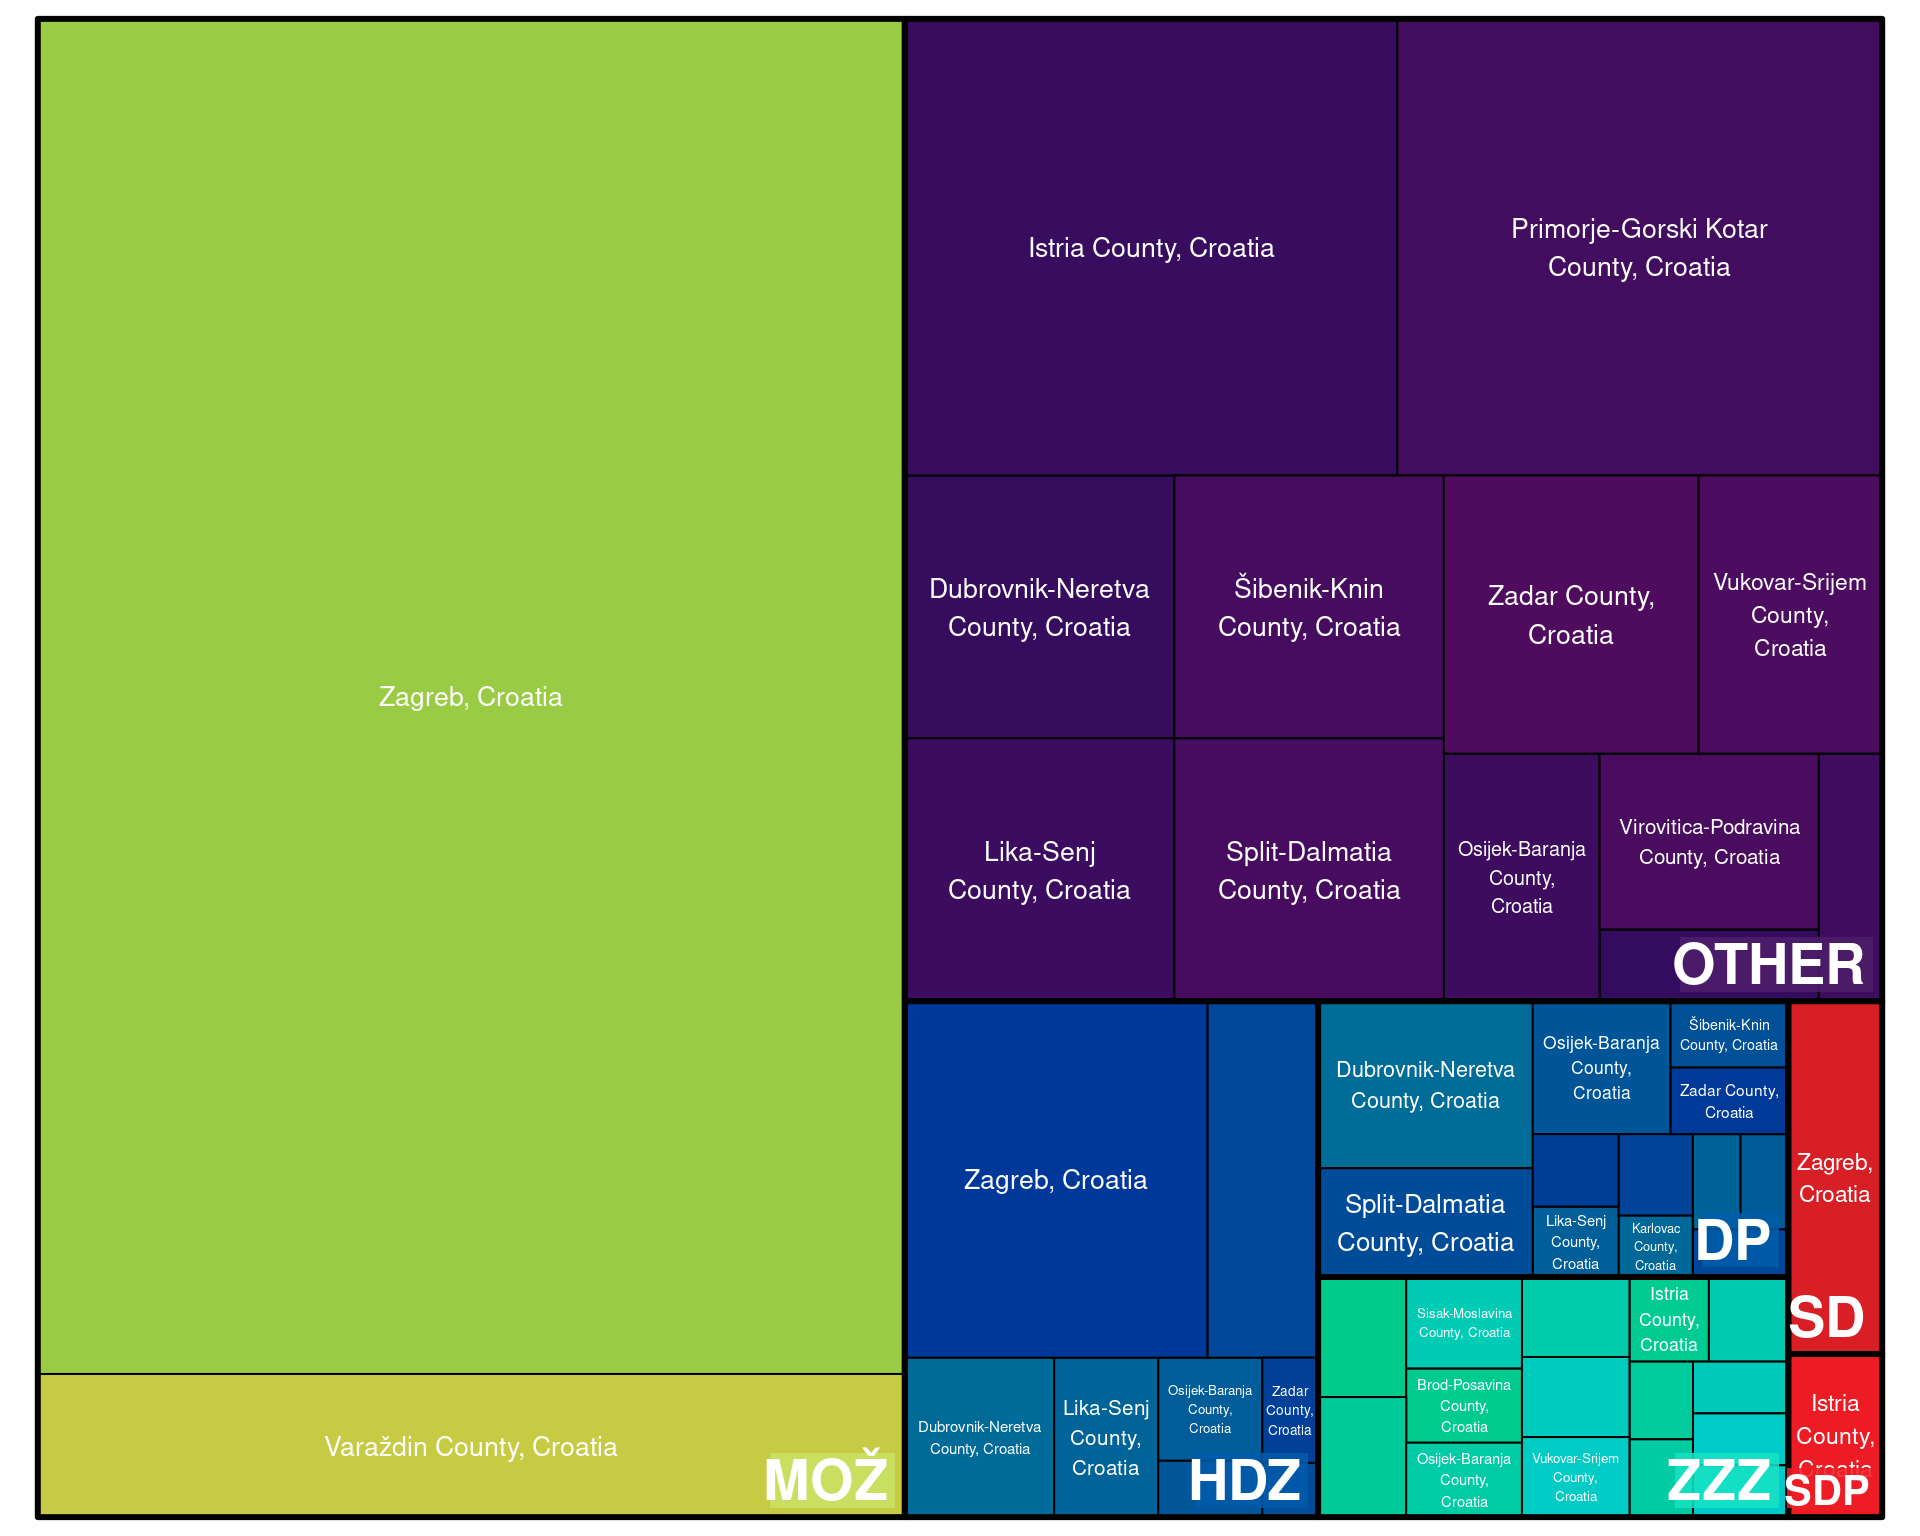 Zagreb, Croatia
Varaždin County, Croatia
MOŽ
Istria County, Croatia
Primorje-Gorski Kotar
County, Croatia
Dubrovnik-Neretva
County, Croatia
Šibenik-Knin
County, Croatia
Zadar County,
Croatia
Vukovar-Srijem
County,
Croatia
Lika-Senj
County, Croatia
Split-Dalmatia
County, Croatia
Osijek-Baranja
County,
Croatia
Virovitica-Podravina
County, Croatia
OTHER
Zagreb, Croatia
Dubrovnik-Neretva
County, Croatia
Lika-Senj
County,
Croatia
Osijek-Baranja
County,
Croatia
Zadar
County,
Croatia
HDZ
Dubrovnik-Neretva
County, Croatia
Split-Dalmatia
County, Croatia
Osijek-Baranja
County,
Croatia
Šibenik-Knin
County, Croatia
Zadar County,
Croatia
Lika-Senj
County,
Croatia
Karlovac
County,
Croatia
DP
Sisak-Moslavina
County, Croatia
Brod-Posavina
County,
Croatia
Osijek-Baranja
County,
Croatia
Vukovar-Srijem
County,
Croatia
Istria
County,
Croatia
ZZZ
Zagreb,
Croatia
SD
Istria
County,
Croatia
SDP